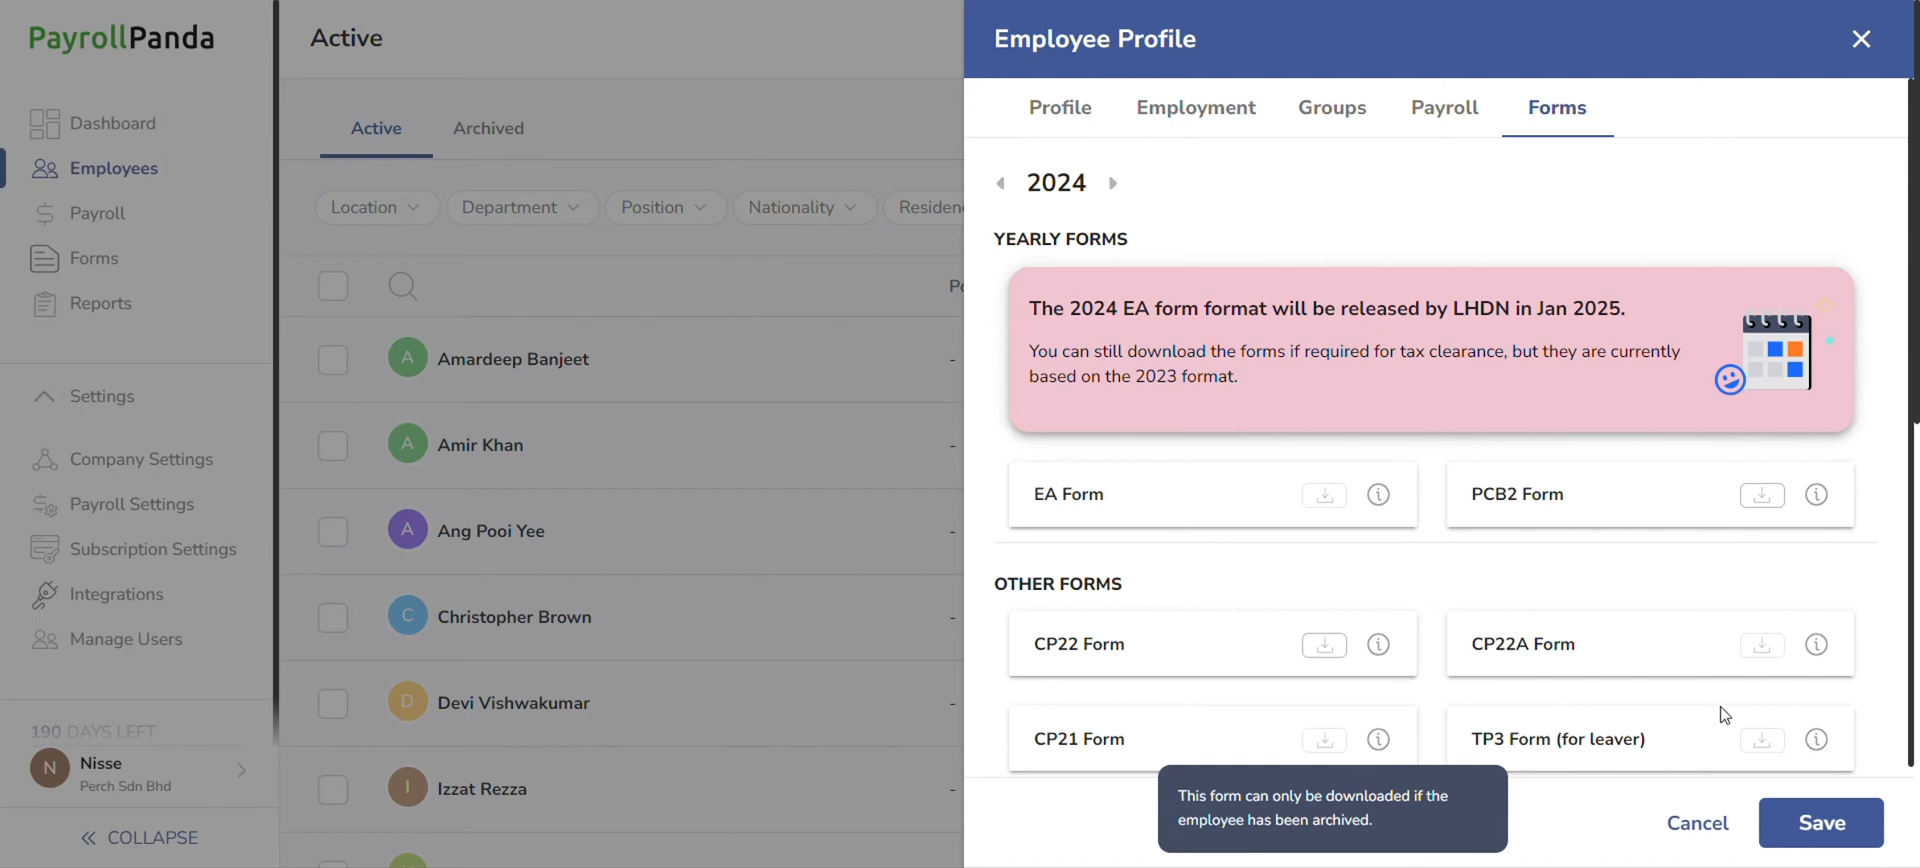 PayrollPanda
Dashboard
Employees
Payroll
Forms
Reports
Settings
Company Settings
Payroll Settings
Subscription Settings
Integrations
Manage Users
190 DAYS LEFT
N
Nisse
Perch Sdn Bhd
COLLAPSE
Active
Active
Archived
Location
Department
Position
Nationality
A
Amardeep Banjeet
-
A
Amir Khan
-
A
Ang Pooi Yee
-
C
Christopher Brown
-
D
Devi Vishwakumar
-
I
Izzat Rezza
-
Employee Profile
Profile
Employment
Groups
Payroll
Forms
2024
YEARLY FORMS
The 2024 EA form format will be released by LHDN in Jan 2025.
You can still download the forms if required for tax clearance, but they are currently
based on the 2023 format.
EA Form
PCB2 Form
OTHER FORMS
CP22 Form
CP22A Form
CP21 Form
TP3 Form (for leaver)
This form can only be downloaded if the
employee has been archived.
Cancel
Save